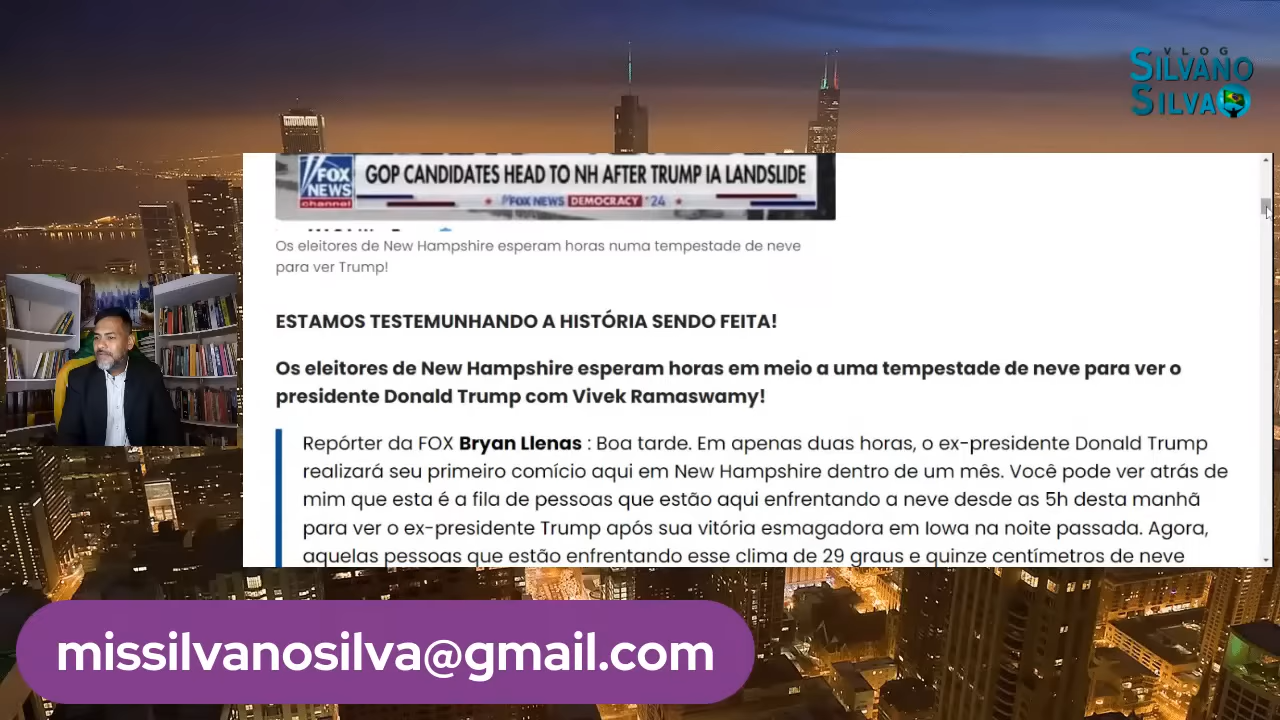 VLOG
SILVANO
SILVA
FOX
NEWS
channel
GOP CANDIDATES HEAD TO NH AFTER TRUMP IA LANDSLIDE
FOX NEWS DEMOCRACY '24
Os eleitores de New Hampshire esperam horas numa tempestade de neve
para ver Trump!
ESTAMOS TESTEMUNHANDO A HISTÓRIA SENDO FEITA!
Os eleitores de New Hampshire esperam horas em meio a uma tempestade de neve para ver o
presidente Donald Trump com Vivek Ramaswamy!
Repórter da FOX Bryan Llenas : Boa tarde. Em apenas duas horas, o ex-presidente Donald Trump
realizará seu primeiro comício aqui em New Hampshire dentro de um mês. Você pode ver atrás de
mim que esta é a fila de pessoas que estão aqui enfrentando a neve desde as 5h desta manhã
para ver o ex-presidente Trump após sua vitória esmagadora em Iowa na noite passada. Agora,
aquelas pessoas que estão enfrentando esse clima de 29 graus e quinze centímetros de neve
missilvanosilva@gmail.com